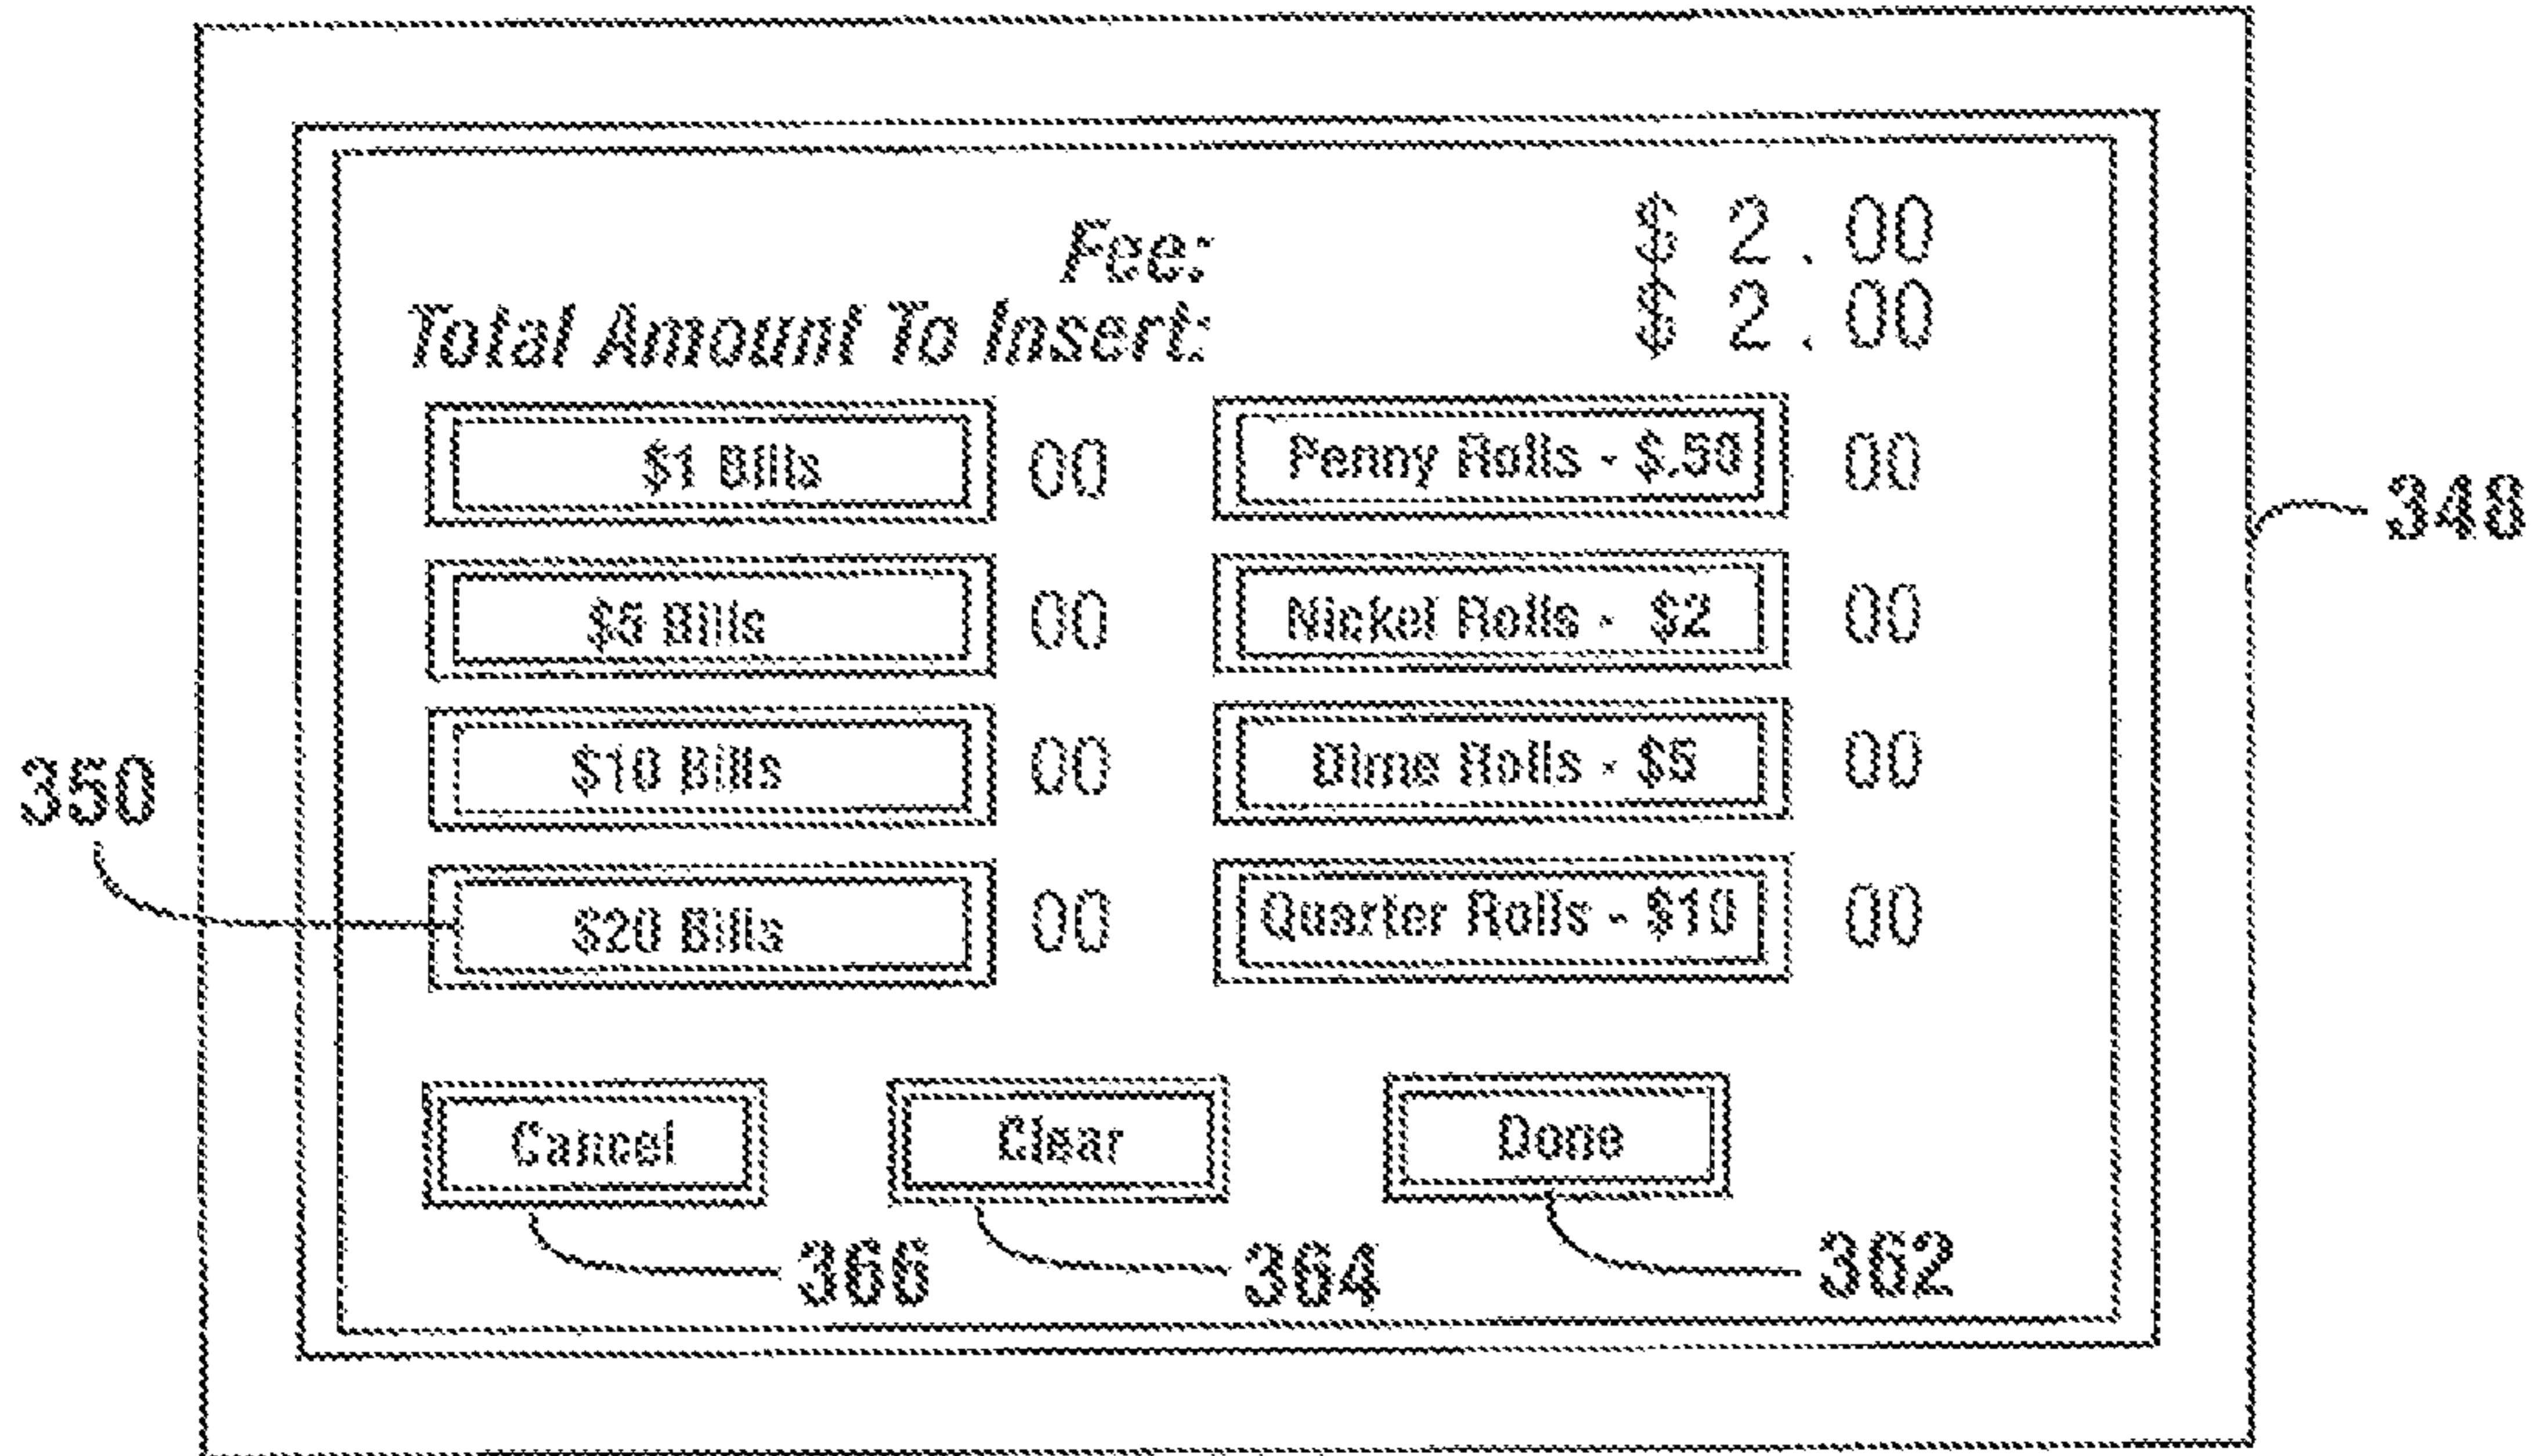 Fee: $ 2.00
Total Amount To Insert: $ 2.00
$1 Bills 00 Penny Rolls - $.50 00
348
$5 Bills 00 Nickel Rolls - $2 00
$10 Bills 00 Dime Rolls - $5 00
350
$20 Bills 00 Quarter Rolls - $10 00
Cancel Clear Done
366 364 362